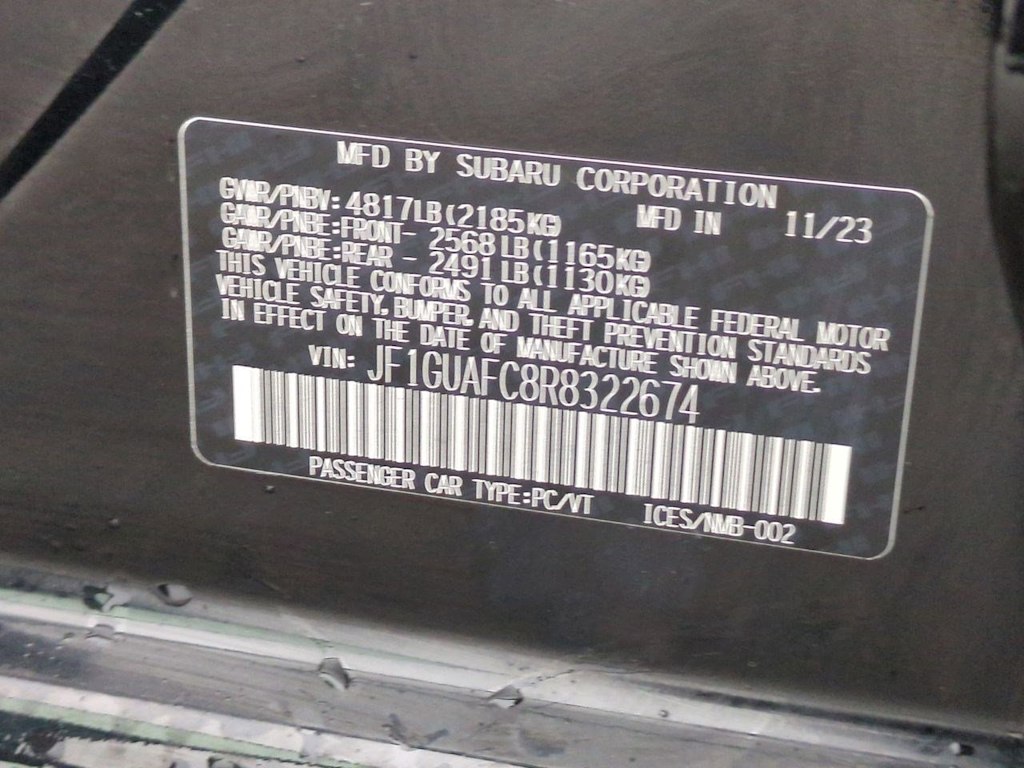 MFD BY SUBARU CORPORATION
GVWR/PNBV: 4817LB(2185KG) MFD IN 11/23
GAWR/PNBE:FRONT- 2568LB(1165KG)
GAWR/PNBE:REAR - 2491LB(1130KG)
THIS VEHICLE CONFORMS TO ALL APPLICABLE FEDERAL MOTOR
VEHICLE SAFETY, BUMPER, AND THEFT PREVENTION STANDARDS
IN EFFECT ON THE DATE OF MANUFACTURE SHOWN ABOVE.
VIN: JF1GUAFC8R8322674
PASSENGER CAR TYPE:PC/VT ICES/NMB-002